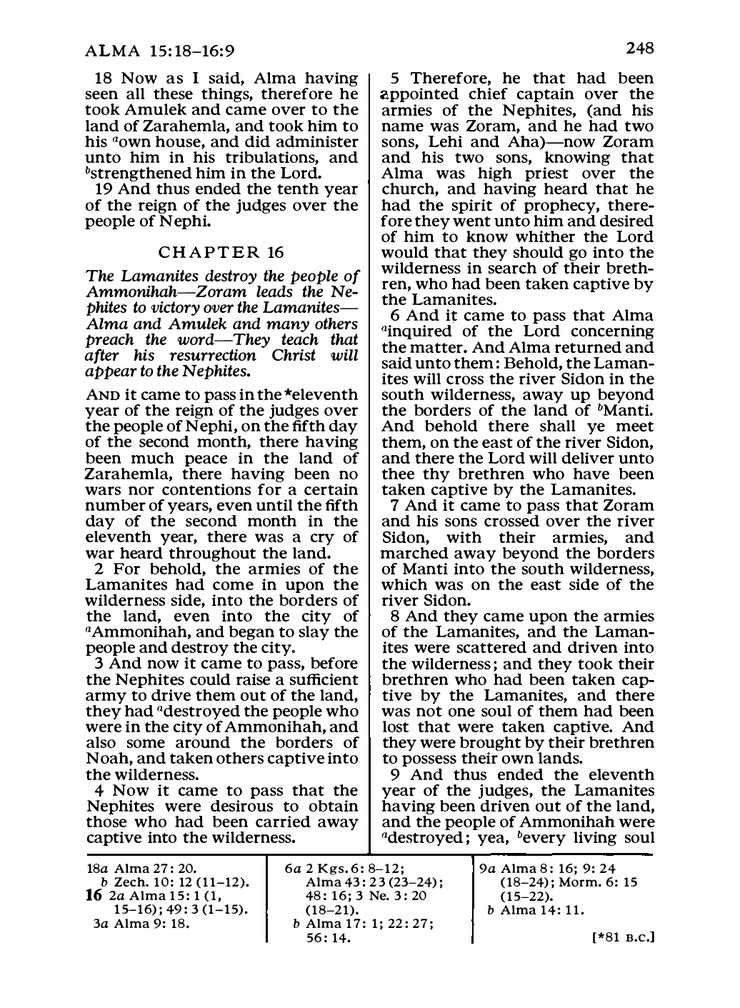 ALMA 15:18–16:9
248
18 Now as I said, Alma having
seen all these things, therefore he
took Amulek and came over to the
land of Zarahemla, and took him to
his ᵃown house, and did administer
unto him in his tribulations, and
ᵇstrengthened him in the Lord.
19 And thus ended the tenth year
of the reign of the judges over the
people of Nephi.
CHAPTER 16
The Lamanites destroy the people of
Ammonihah—Zoram leads the Ne-
phites to victory over the Lamanites—
Alma and Amulek and many others
preach the word—They teach that
after his resurrection Christ will
appear to the Nephites.
AND it came to pass in the *eleventh
year of the reign of the judges over
the people of Nephi, on the fifth day
of the second month, there having
been much peace in the land of
Zarahemla, there having been no
wars nor contentions for a certain
number of years, even until the fifth
day of the second month in the
eleventh year, there was a cry of
war heard throughout the land.
2 For behold, the armies of the
Lamanites had come in upon the
wilderness side, into the borders of
the land, even into the city of
ᵃAmmonihah, and began to slay the
people and destroy the city.
3 And now it came to pass, before
the Nephites could raise a sufficient
army to drive them out of the land,
they had ᵃdestroyed the people who
were in the city of Ammonihah, and
also some around the borders of
Noah, and taken others captive into
the wilderness.
4 Now it came to pass that the
Nephites were desirous to obtain
those who had been carried away
captive into the wilderness.
5 Therefore, he that had been
appointed chief captain over the
armies of the Nephites, (and his
name was Zoram, and he had two
sons, Lehi and Aha)—now Zoram
and his two sons, knowing that
Alma was high priest over the
church, and having heard that he
had the spirit of prophecy, there-
fore they went unto him and desired
of him to know whither the Lord
would that they should go into the
wilderness in search of their breth-
ren, who had been taken captive by
the Lamanites.
6 And it came to pass that Alma
ᵃinquired of the Lord concerning
the matter. And Alma returned and
said unto them: Behold, the Laman-
ites will cross the river Sidon in the
south wilderness, away up beyond
the borders of the land of ᵇManti.
And behold there shall ye meet
them, on the east of the river Sidon,
and there the Lord will deliver unto
thee thy brethren who have been
taken captive by the Lamanites.
7 And it came to pass that Zoram
and his sons crossed over the river
Sidon, with their armies, and
marched away beyond the borders
of Manti into the south wilderness,
which was on the east side of the
river Sidon.
8 And they came upon the armies
of the Lamanites, and the Laman-
ites were scattered and driven into
the wilderness; and they took their
brethren who had been taken cap-
tive by the Lamanites, and there
was not one soul of them had been
lost that were taken captive. And
they were brought by their brethren
to possess their own lands.
9 And thus ended the eleventh
year of the judges, the Lamanites
having been driven out of the land,
and the people of Ammonihah were
ᵃdestroyed; yea, ᵇevery living soul
18a Alma 27: 20.
b Zech. 10: 12 (11–12).
16 2a Alma 15: 1 (1,
15–16); 49: 3 (1–15).
3a Alma 9: 18.
6a 2 Kgs. 6: 8–12;
Alma 43: 23 (23–24);
48: 16; 3 Ne. 3: 20
(18–21).
b Alma 17: 1; 22: 27;
56: 14.
9a Alma 8: 16; 9: 24
(18–24); Morm. 6: 15
(15–22).
b Alma 14: 11.
[*81 B.C.]